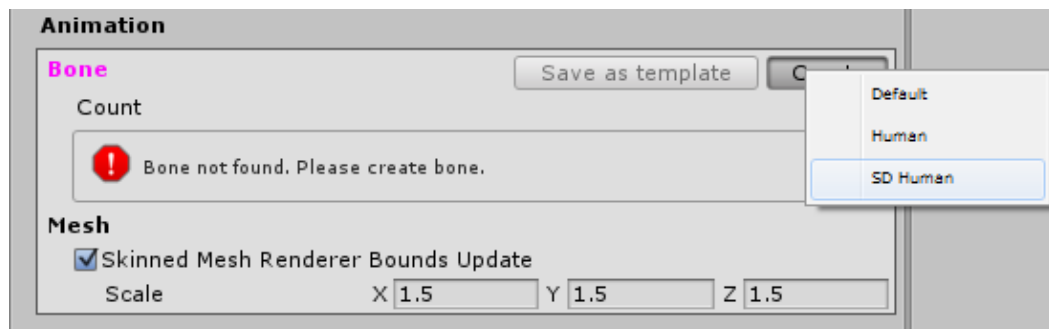 Animation
Bone
Save as template
Default
Count
Human
Bone not found. Please create bone.
SD Human
Mesh
Skinned Mesh Renderer Bounds Update
Scale X 1.5 Y 1.5 Z 1.5